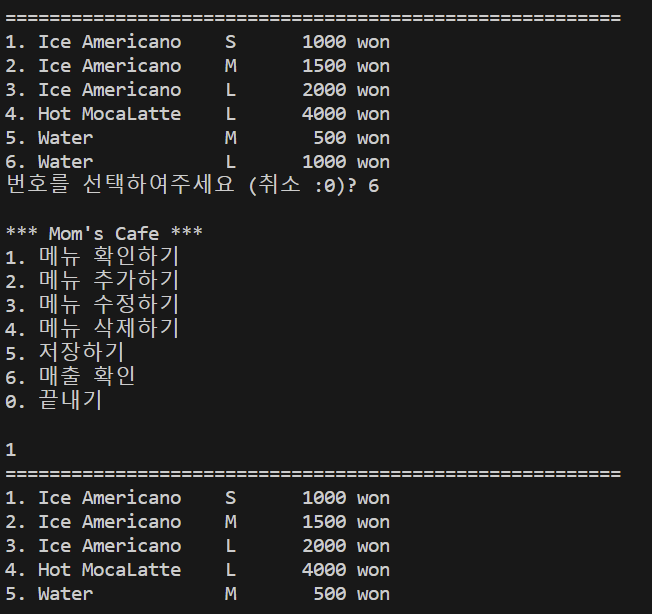 ========================================================
1. Ice Americano    S      1000 won
2. Ice Americano    M      1500 won
3. Ice Americano    L      2000 won
4. Hot MocaLatte    L      4000 won
5. Water            M       500 won
6. Water            L      1000 won
번호를 선택하여주세요 (취소 :0)? 6
*** Mom's Cafe ***
1. 메뉴 확인하기
2. 메뉴 추가하기
3. 메뉴 수정하기
4. 메뉴 삭제하기
5. 저장하기
6. 매출 확인
0. 끝내기
1
========================================================
1. Ice Americano    S      1000 won
2. Ice Americano    M      1500 won
3. Ice Americano    L      2000 won
4. Hot MocaLatte    L      4000 won
5. Water            M       500 won